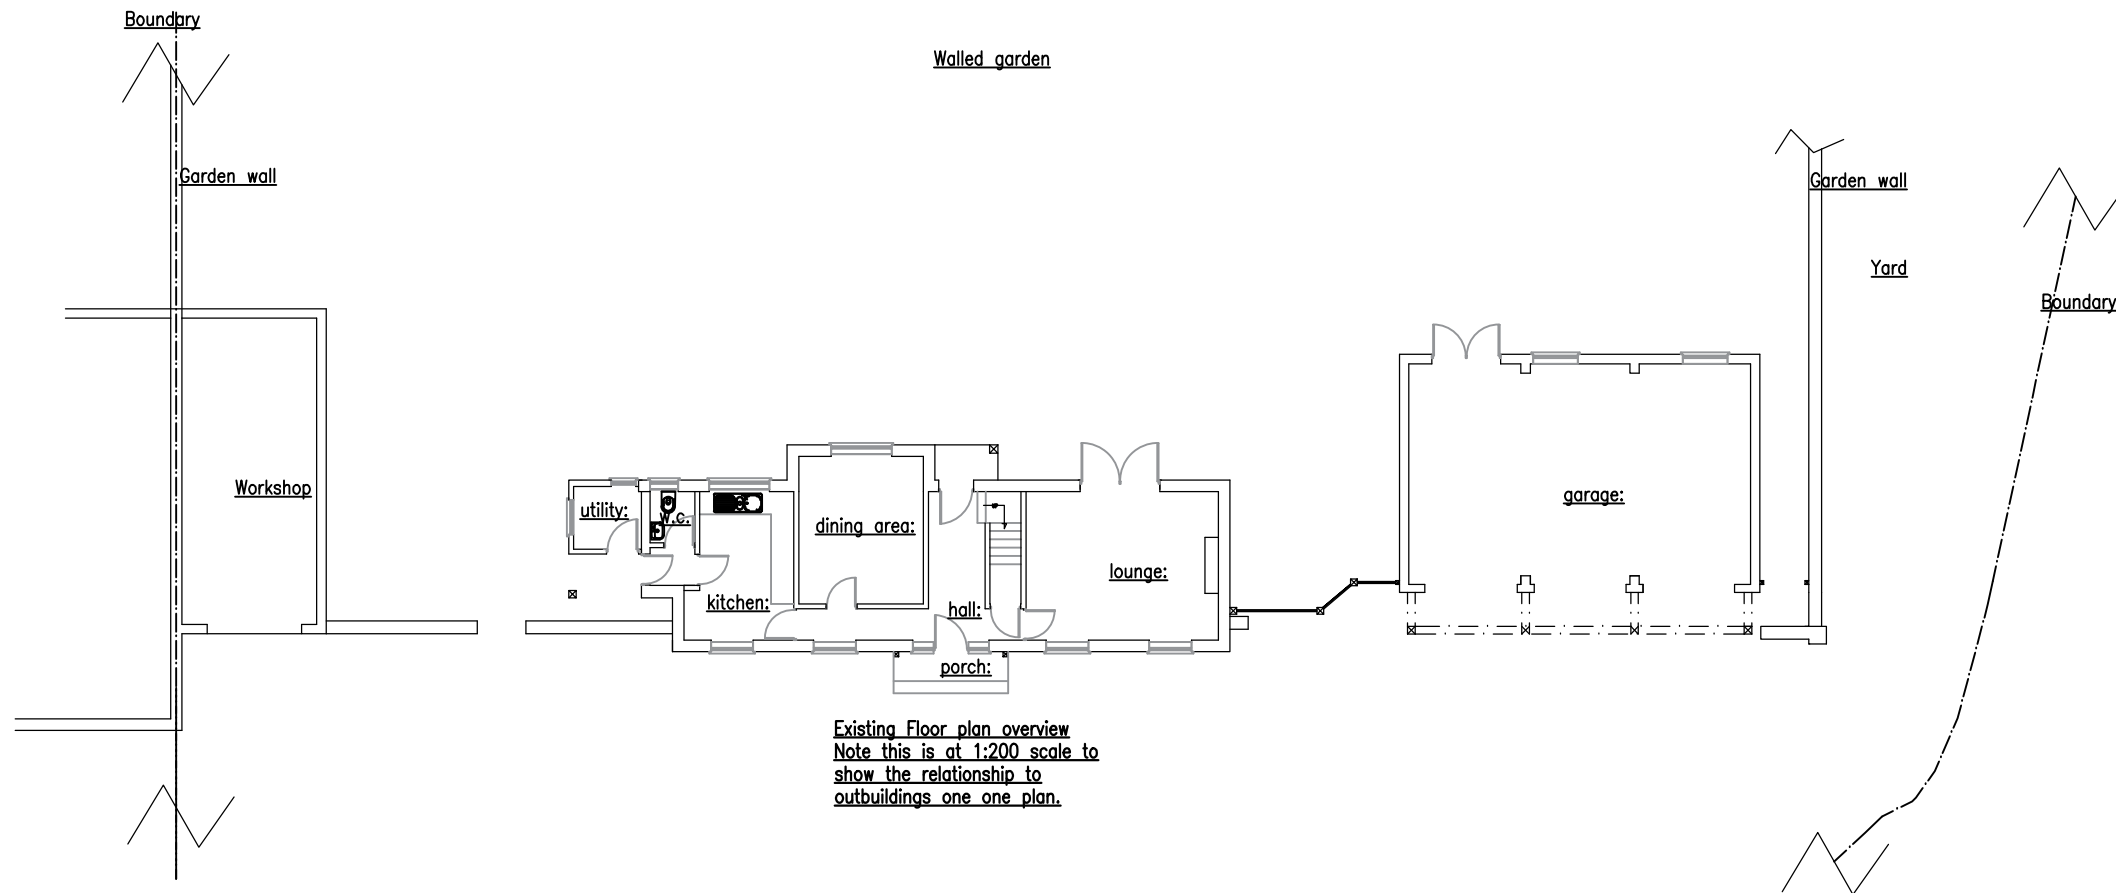 Boundary
Walled garden
Garden wall
Garden wall
Yard
Boundary
Workshop
utility:
w.c.
dining area:
garage:
lounge:
kitchen:
hall:
porch:
Existing Floor plan overview
Note this is at 1:200 scale to
show the relationship to
outbuildings one one plan.